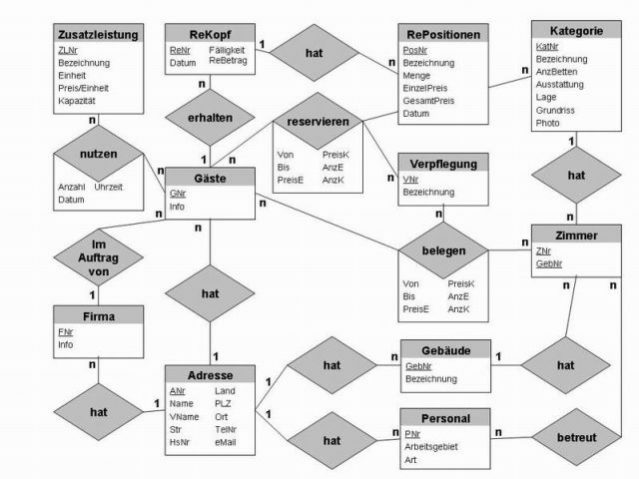 Zusatzleistung
ZLNr
Bezeichnung
Einheit
Preis/Einheit
Kapazität
ReKopf
ReNr Fälligkeit
Datum ReBetrag
1
hat
n
RePositionen
PosNr
Bezeichnung
Menge
EinzelPreis
GesamtPreis
Datum
n
Kategorie
KatNr
Bezeichnung
AnzBetten
Ausstattung
Lage
Grundriss
Photo
n
nutzen
Anzahl Uhrzeit
Datum
n
n
erhalten
1
n
reservieren
Von PreisK
Bis AnzE
PreisE AnzK
n
n
Verpflegung
VNr
Bezeichnung
1
hat
n
Gäste
GNr
Info
n
n
n
n
belegen
Von PreisK
Bis AnzE
PreisE AnzK
n
Zimmer
ZNr
GebNr
n
n
Im
Auftrag
von
1
hat
1
Firma
FNr
Info
n
hat
1
Adresse
ANr Land
Name PLZ
VName Ort
Str TelNr
HsNr eMail
1
hat
n
Gebäude
GebNr
Bezeichnung
1
hat
1
hat
n
Personal
PNr
Arbeitsgebiet
Art
n
betreut